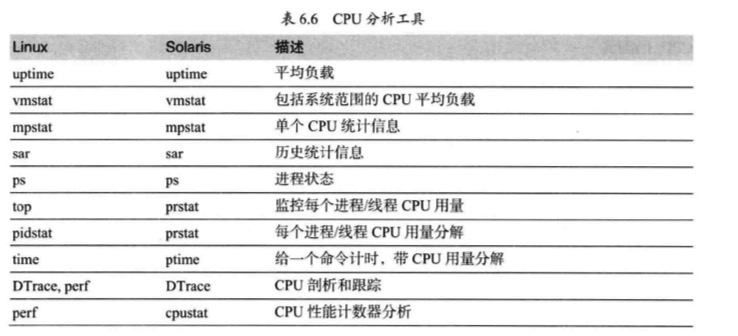 表 6.6 CPU 分析工具
Linux Solaris 描述
uptime uptime 平均负载
vmstat vmstat 包括系统范围的 CPU 平均负载
mpstat mpstat 单个 CPU 统计信息
sar sar 历史统计信息
ps ps 进程状态
top prstat 监控每个进程/线程 CPU 用量
pidstat prstat 每个进程/线程 CPU 用量分解
time ptime 给一个命令计时，带 CPU 用量分解
DTrace, perf DTrace CPU 剖析和跟踪
perf cpustat CPU 性能计数器分析